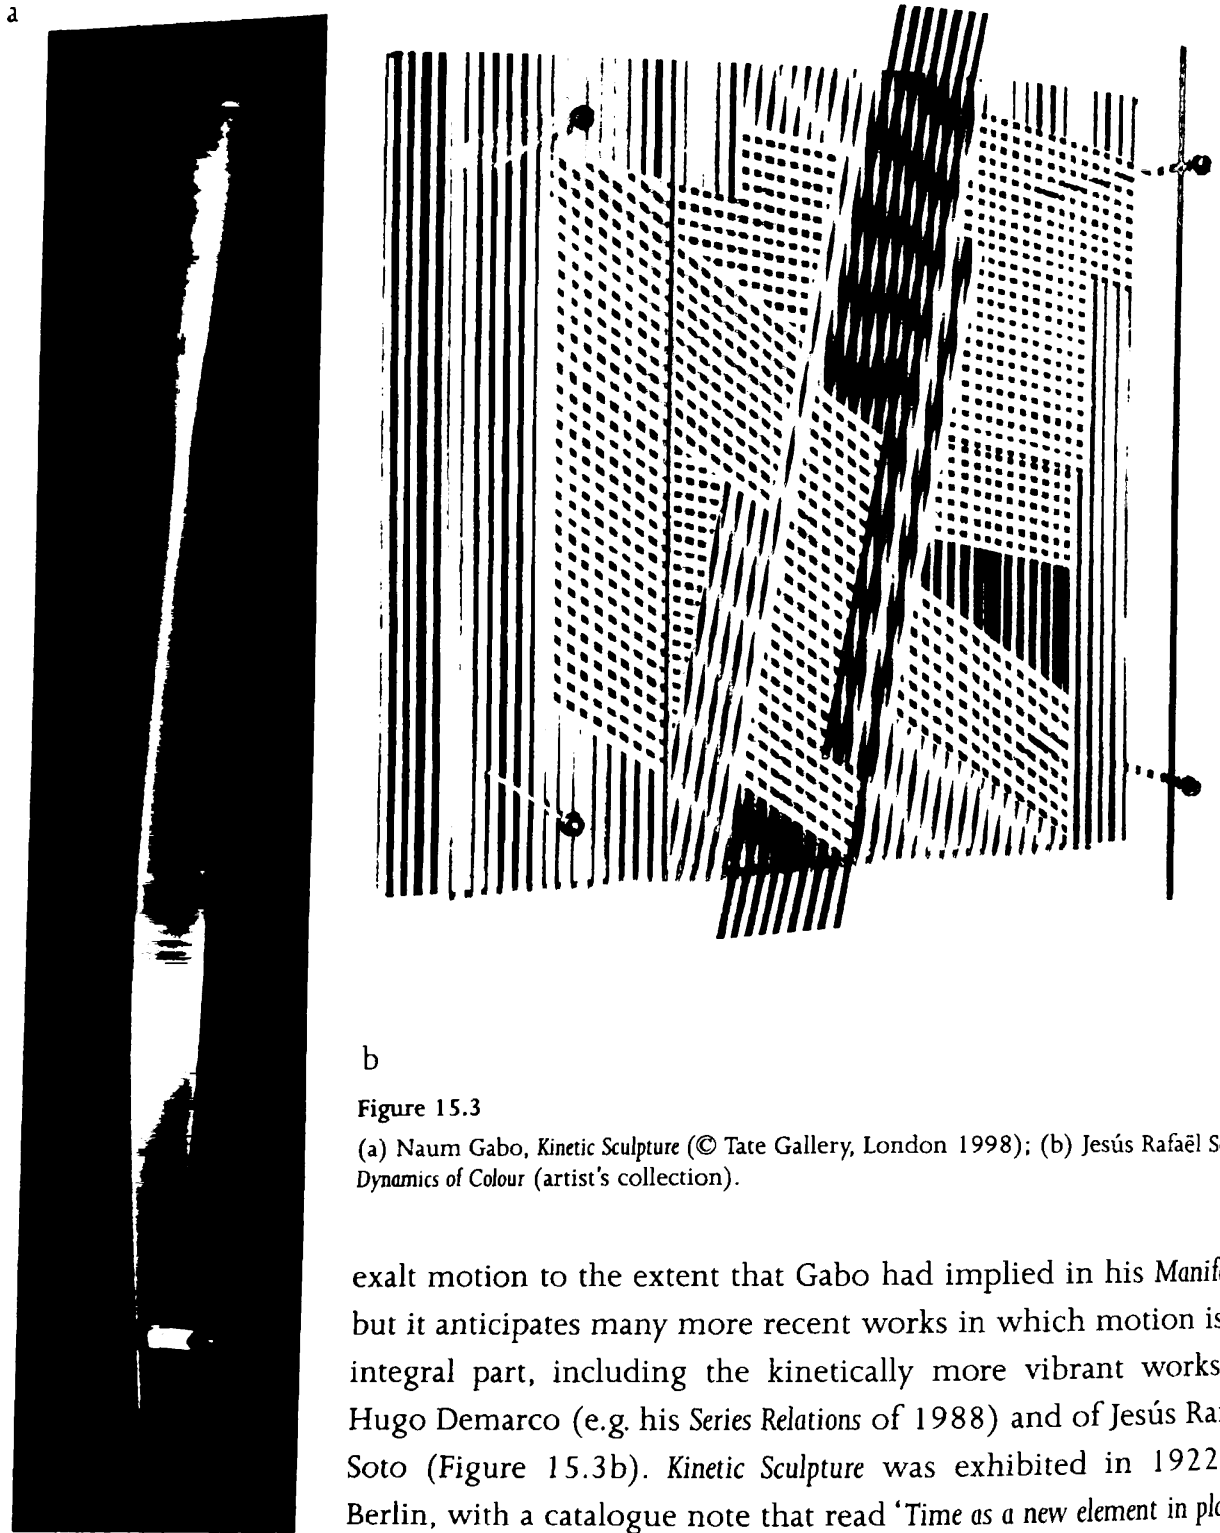 a
b
Figure 15.3
(a) Naum Gabo, Kinetic Sculpture (© Tate Gallery, London 1998); (b) Jesús Rafaël
Dynamics of Colour (artist's collection).
exalt motion to the extent that Gabo had implied in his
but it anticipates many more recent works in which motion is
integral part, including the kinetically more vibrant works
Hugo Demarco (e.g. his Series Relations of 1988) and of Jesús
Soto (Figure 15.3b). Kinetic Sculpture was exhibited in 1922
Berlin, with a catalogue note that read ‘Time as a new element in